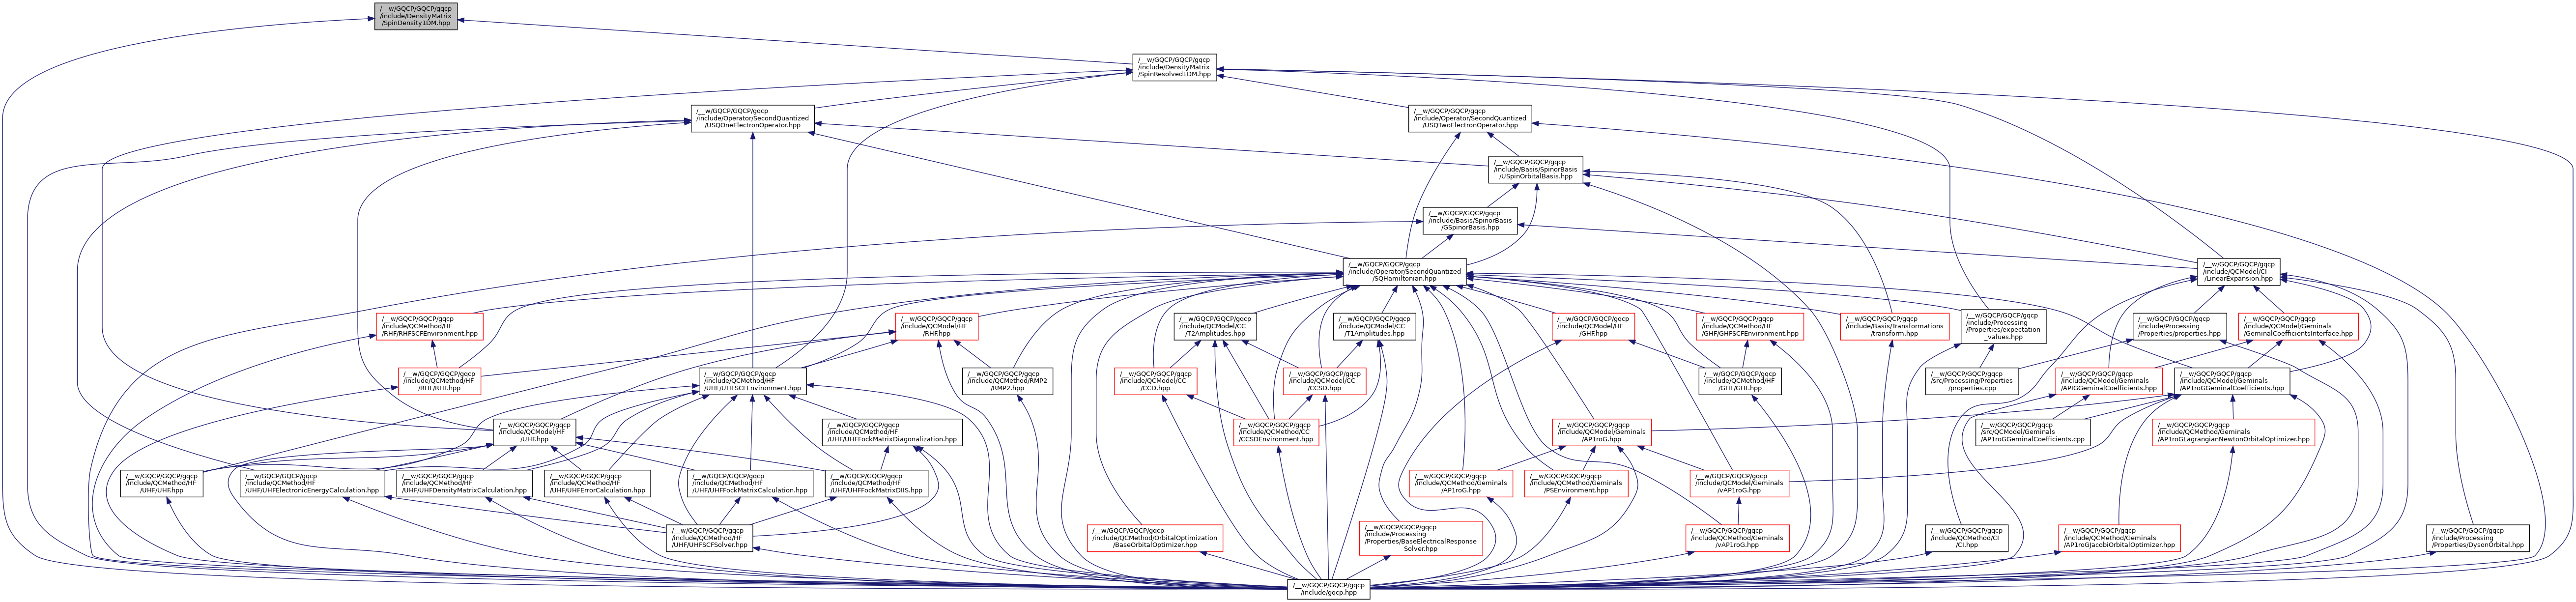 /__w/GQCP/GQCP/gqcp
/include/DensityMatrix
/SpinDensity1DM.hpp
/__w/GQCP/GQCP/gqcp
/include/DensityMatrix
/SpinResolved1DM.hpp
/__w/GQCP/GQCP/gqcp
/include/Operator/SecondQuantized
/USQOneElectronOperator.hpp
/__w/GQCP/GQCP/gqcp
/include/Operator/SecondQuantized
/USQTwoElectronOperator.hpp
/__w/GQCP/GQCP/gqcp
/include/Basis/SpinorBasis
/USpinOrbitalBasis.hpp
/__w/GQCP/GQCP/gqcp
/include/Basis/SpinorBasis
/GSpinorBasis.hpp
/__w/GQCP/GQCP/gqcp
/include/Operator/SecondQuantized
/SQHamiltonian.hpp
/__w/GQCP/GQCP/gqcp
/include/QCModel/CI
/LinearExpansion.hpp
/__w/GQCP/GQCP/gqcp
/include/QCMethod/HF
/RHF/RHFSCFEnvironment.hpp
/__w/GQCP/GQCP/gqcp
/include/QCModel/HF
/RHF.hpp
/__w/GQCP/GQCP/gqcp
/include/QCModel/CC
/T2Amplitudes.hpp
/__w/GQCP/GQCP/gqcp
/include/QCModel/CC
/T1Amplitudes.hpp
/__w/GQCP/GQCP/gqcp
/include/QCModel/HF
/GHF.hpp
/__w/GQCP/GQCP/gqcp
/include/QCMethod/HF
/GHF/GHFSCFEnvironment.hpp
/__w/GQCP/GQCP/gqcp
/include/Basis/Transformations
/transform.hpp
/__w/GQCP/GQCP/gqcp
/include/Processing
/Properties/expectation
_values.hpp
/__w/GQCP/GQCP/gqcp
/include/Processing
/Properties/properties.hpp
/__w/GQCP/GQCP/gqcp
/include/QCModel/Geminals
/GeminalCoefficientsInterface.hpp
/__w/GQCP/GQCP/gqcp
/include/QCMethod/HF
/RHF/RHF.hpp
/__w/GQCP/GQCP/gqcp
/include/QCMethod/HF
/UHF/UHFSCFEnvironment.hpp
/__w/GQCP/GQCP/gqcp
/include/QCMethod/RMP2
/RMP2.hpp
/__w/GQCP/GQCP/gqcp
/include/QCModel/CC
/CCD.hpp
/__w/GQCP/GQCP/gqcp
/include/QCModel/CC
/CCSD.hpp
/__w/GQCP/GQCP/gqcp
/include/QCMethod/HF
/GHF/GHF.hpp
/__w/GQCP/GQCP/gqcp
/src/Processing/Properties
/properties.cpp
/__w/GQCP/GQCP/gqcp
/include/QCModel/Geminals
/APIGGeminalCoefficients.hpp
/__w/GQCP/GQCP/gqcp
/include/QCModel/Geminals
/AP1roGGeminalCoefficients.hpp
/__w/GQCP/GQCP/gqcp
/include/QCModel/HF
/UHF.hpp
/__w/GQCP/GQCP/gqcp
/include/QCMethod/HF
/UHF/UHFFockMatrixDiagonalization.hpp
/__w/GQCP/GQCP/gqcp
/include/QCMethod/CC
/CCSDEnvironment.hpp
/__w/GQCP/GQCP/gqcp
/include/QCModel/Geminals
/AP1roG.hpp
/__w/GQCP/GQCP/gqcp
/src/QCModel/Geminals
/AP1roGGeminalCoefficients.cpp
/__w/GQCP/GQCP/gqcp
/include/QCMethod/Geminals
/AP1roGLagrangianNewtonOrbitalOptimizer.hpp
/__w/GQCP/GQCP/gqcp
/include/QCMethod/HF
/UHF/UHF.hpp
/__w/GQCP/GQCP/gqcp
/include/QCMethod/HF
/UHF/UHFElectronicEnergyCalculation.hpp
/__w/GQCP/GQCP/gqcp
/include/QCMethod/HF
/UHF/UHFDensityMatrixCalculation.hpp
/__w/GQCP/GQCP/gqcp
/include/QCMethod/HF
/UHF/UHFErrorCalculation.hpp
/__w/GQCP/GQCP/gqcp
/include/QCMethod/HF
/UHF/UHFFockMatrixCalculation.hpp
/__w/GQCP/GQCP/gqcp
/include/QCMethod/HF
/UHF/UHFFockMatrixDIIS.hpp
/__w/GQCP/GQCP/gqcp
/include/QCMethod/Geminals
/AP1roG.hpp
/__w/GQCP/GQCP/gqcp
/include/QCMethod/Geminals
/PSEnvironment.hpp
/__w/GQCP/GQCP/gqcp
/include/QCModel/Geminals
/vAP1roG.hpp
/__w/GQCP/GQCP/gqcp
/include/QCMethod/HF
/UHF/UHFSCFSolver.hpp
/__w/GQCP/GQCP/gqcp
/include/QCMethod/OrbitalOptimization
/BaseOrbitalOptimizer.hpp
/__w/GQCP/GQCP/gqcp
/include/Processing
/Properties/BaseElectricalResponse
Solver.hpp
/__w/GQCP/GQCP/gqcp
/include/QCMethod/Geminals
/vAP1roG.hpp
/__w/GQCP/GQCP/gqcp
/include/QCMethod/CI
/CI.hpp
/__w/GQCP/GQCP/gqcp
/include/QCMethod/Geminals
/AP1roGJacobiOrbitalOptimizer.hpp
/__w/GQCP/GQCP/gqcp
/include/Processing
/Properties/DysonOrbital.hpp
/__w/GQCP/GQCP/gqcp
/include/gqcp.hpp